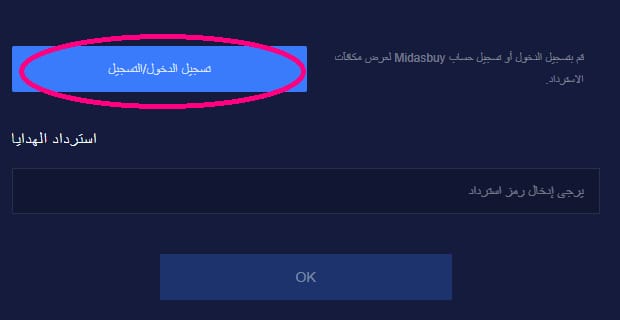 قم بتسجيل الدخول أو تسجيل حساب Midasbuy لعرض مكافآت
الاسترداد.
تسجيل الدخول/التسجيل
استرداد الهدايا
يرجى إدخال رمز استرداد
OK